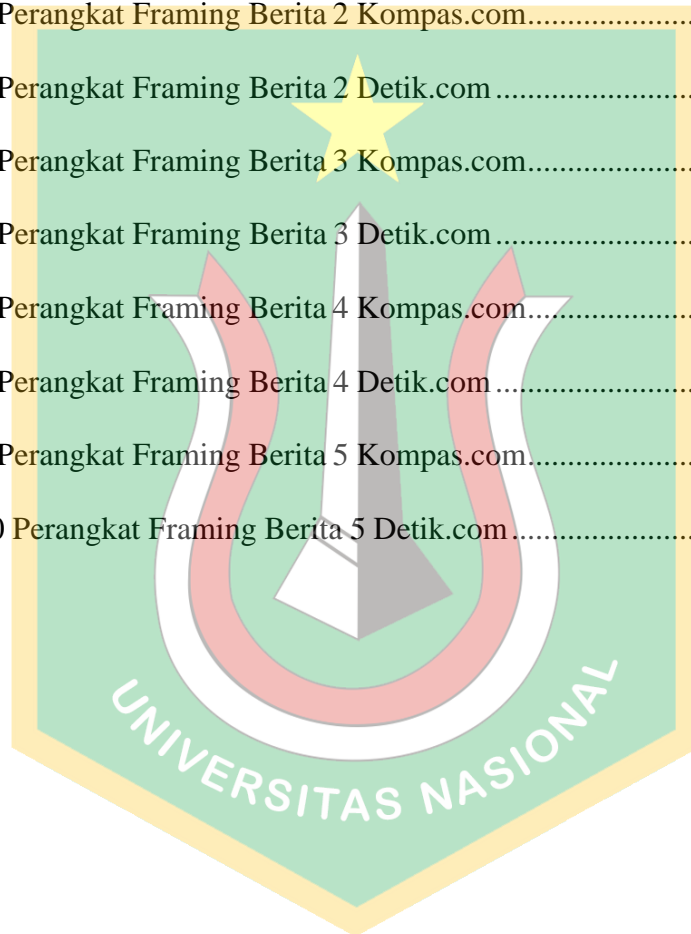 Perangkat Framing Berita 2 Kompas.com.......................
Perangkat Framing Berita 2 Detik.com.......................
Perangkat Framing Berita 3 Kompas.com.......................
Perangkat Framing Berita 3 Detik.com.......................
Perangkat Framing Berita 4 Kompas.com.......................
Perangkat Framing Berita 4 Detik.com.......................
Perangkat Framing Berita 5 Kompas.com.......................
0 Perangkat Framing Berita 5 Detik.com.......................
UNIVERSITAS NASIONAL